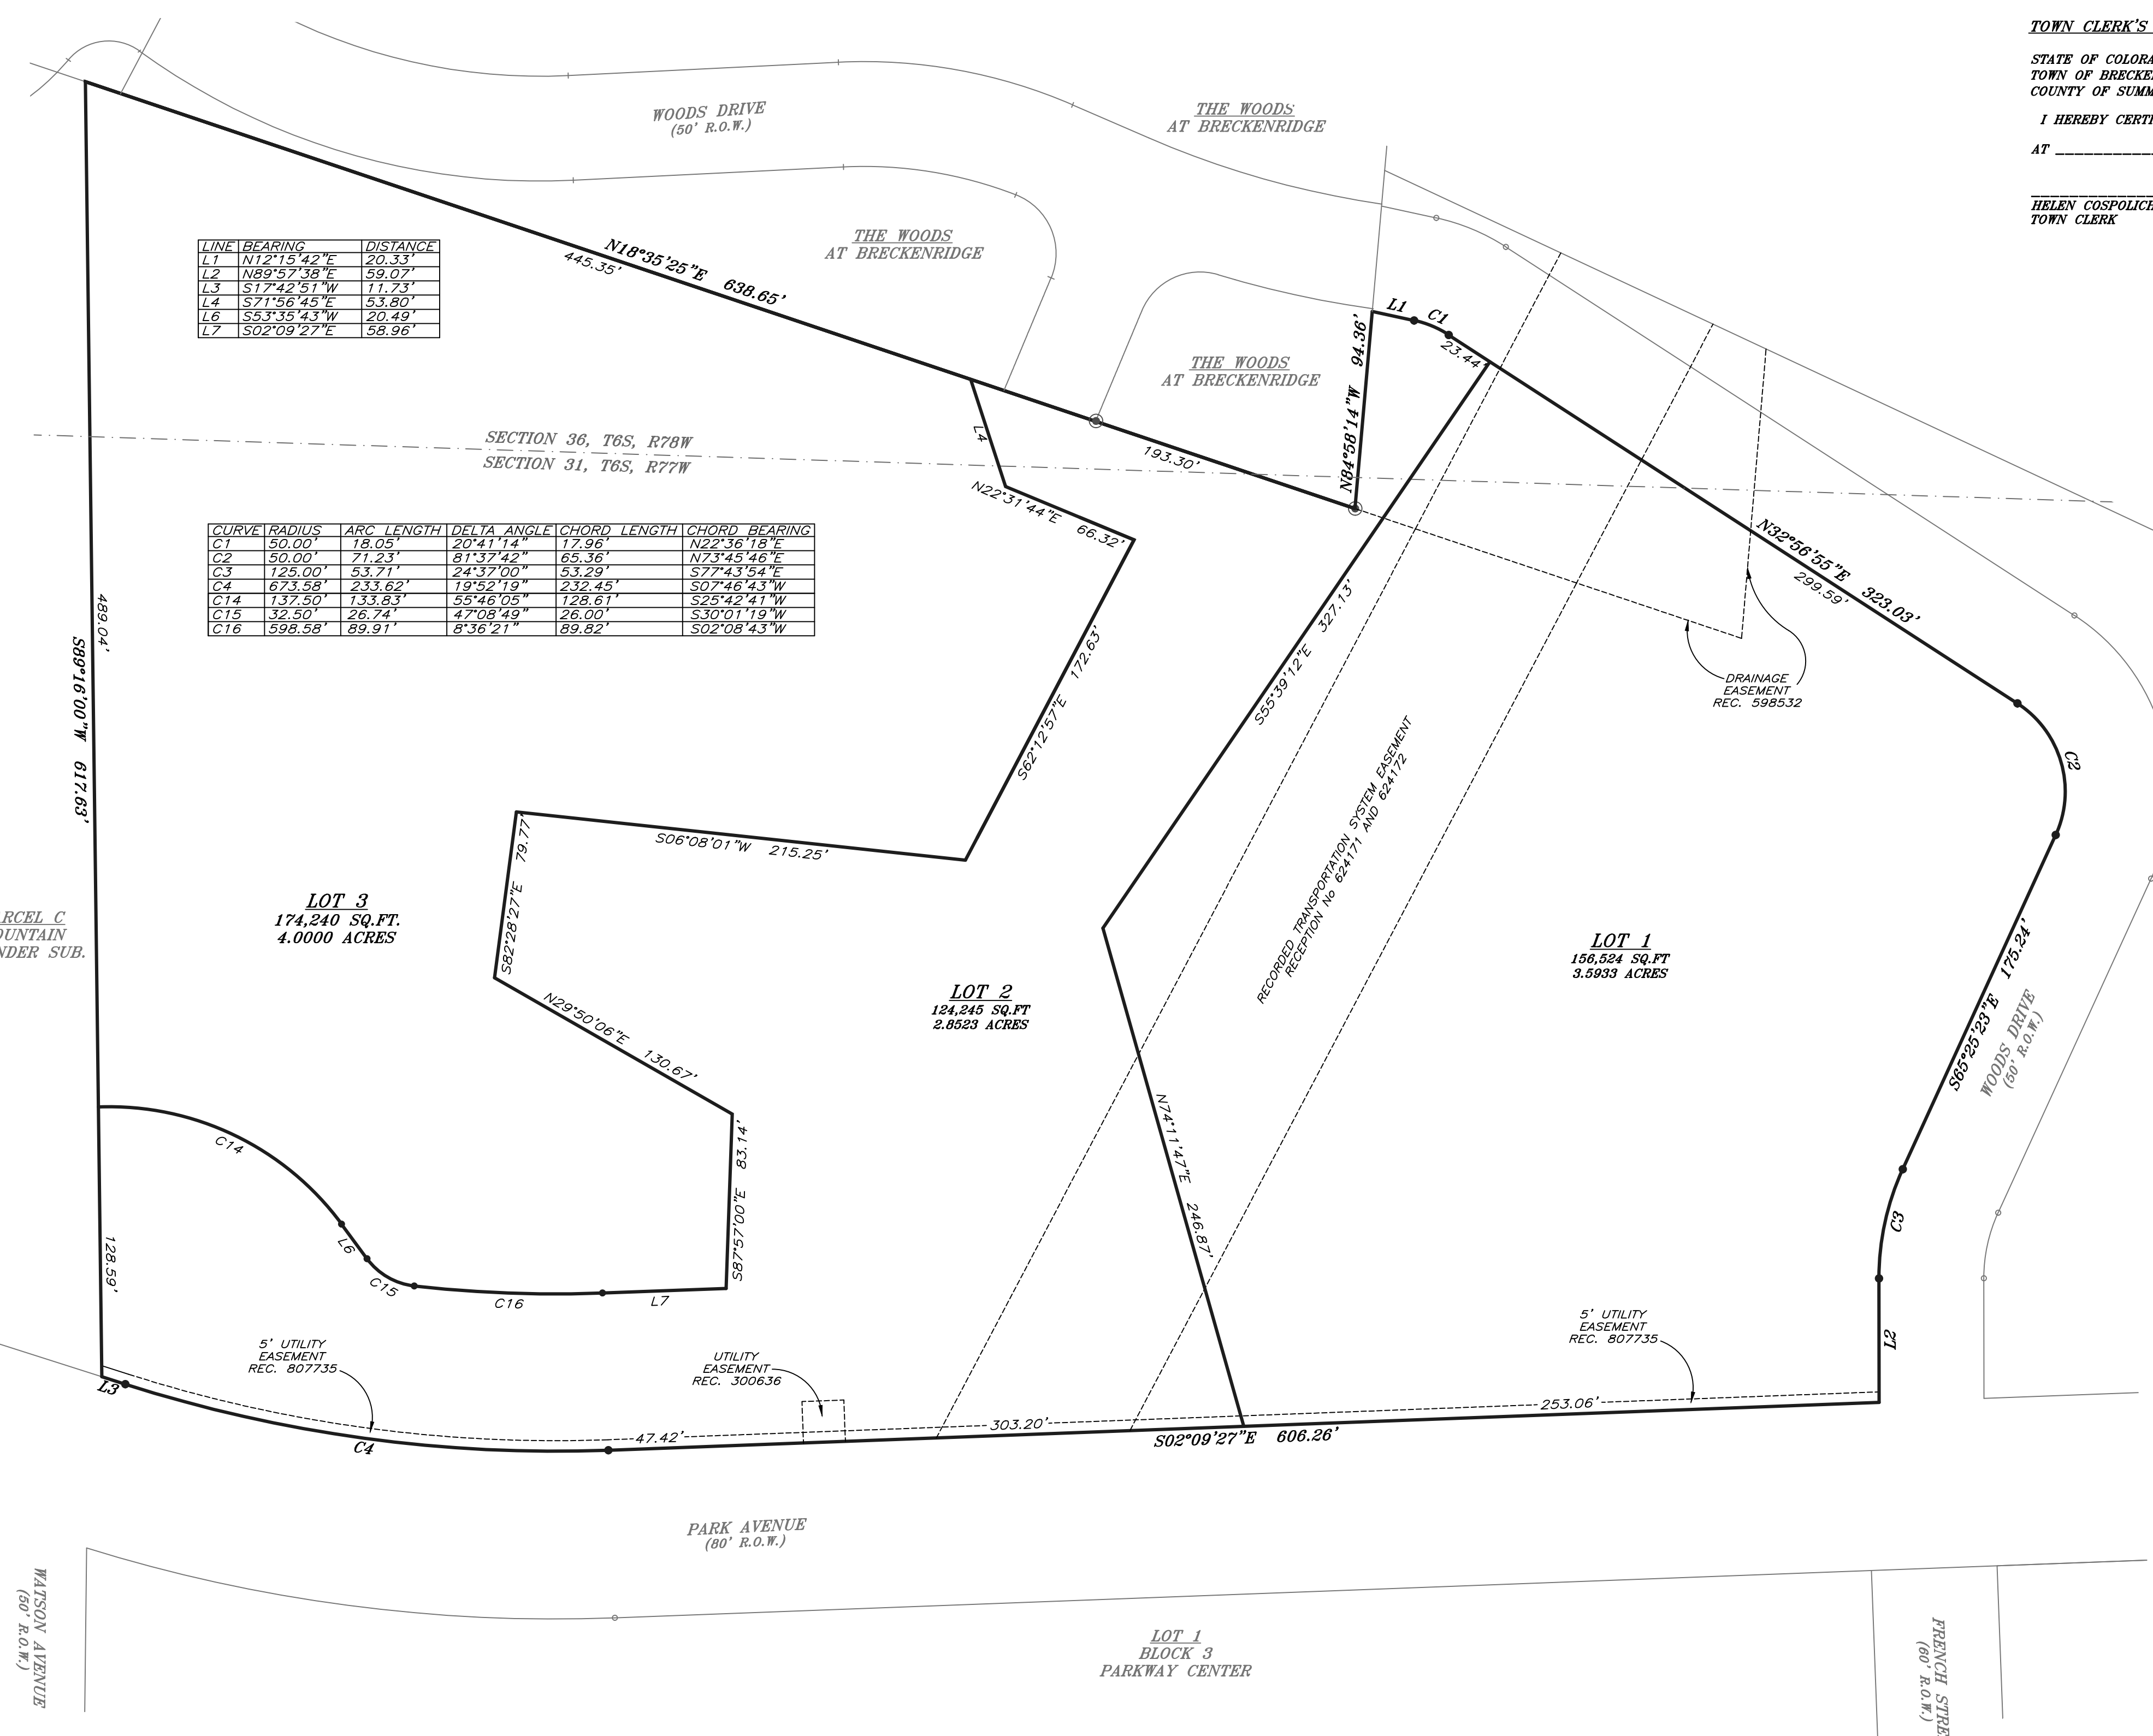 TOWN CLERK'S
STATE OF COLORA
TOWN OF BRECKE
COUNTY OF SUMM
I HEREBY CERT
AT ___________
HELEN COSPOLICH
TOWN CLERK
WOODS DRIVE
(50' R.O.W.)
THE WOODS
AT BRECKENRIDGE
THE WOODS
AT BRECKENRIDGE
THE WOODS
AT BRECKENRIDGE
LINE BEARING DISTANCE
L1 N12°15'42"E 20.33'
L2 N89°57'38"E 59.07'
L3 S17°42'51"W 11.73'
L4 S71°56'45"E 53.80'
L6 S53°35'43"W 20.49'
L7 S02°09'27"E 58.96'
N18°35'25"E 638.65'
445.35'
193.30'
L1
C1
23.44'
N84°58'14"W 94.36'
L4
SECTION 36, T6S, R78W
SECTION 31, T6S, R77W
N22°31'44"E 66.32'
CURVE RADIUS ARC LENGTH DELTA ANGLE CHORD LENGTH CHORD BEARING
C1 50.00' 18.05' 20°41'14" 17.96' N22°36'18"E
C2 50.00' 71.23' 81°37'42" 65.36' N73°45'46"E
C3 125.00' 53.71' 24°37'00" 53.29' S77°43'54"E
C4 673.58' 233.62' 19°52'19" 232.45' S07°46'43"W
C14 137.50' 133.83' 55°46'05" 128.61' S25°42'41"W
C15 32.50' 26.74' 47°08'49" 26.00' S30°01'19"W
C16 598.58' 89.91' 8°36'21" 89.82' S02°08'43"W
N32°56'55"E 323.03'
299.59'
489.04'
S89°16'00"W 617.63'
S62°12'57"E 172.63'
S55°39'12"E 327.13'
DRAINAGE
EASEMENT
REC. 598532
C2
S06°08'01"W 215.25'
S82°28'27"E 79.77'
RECORDED TRANSPORTATION SYSTEM EASEMENT
RECEPTION No 624171 AND 624172
LOT 3
174,240 SQ.FT.
4.0000 ACRES
RCEL C
OUNTAIN
NDER SUB.
LOT 2
124,245 SQ.FT
2.8523 ACRES
LOT 1
156,524 SQ.FT
3.5933 ACRES
S65°25'23"E 175.24'
WOODS DRIVE
(50' R.O.W.)
N29°50'06"E 130.67'
N74°11'47"E 246.87'
S87°57'00"E 83.14'
C14
L6
C15
C16
L7
C3
L2
128.59'
L3
5' UTILITY
EASEMENT
REC. 807735
UTILITY
EASEMENT
REC. 300636
5' UTILITY
EASEMENT
REC. 807735
C4
47.42'
303.20'
253.06'
S02°09'27"E 606.26'
PARK AVENUE
(80' R.O.W.)
WATSON AVENUE
(50' R.O.W.)
LOT 1
BLOCK 3
PARKWAY CENTER
FRENCH STRE
(60' R.O.W.)